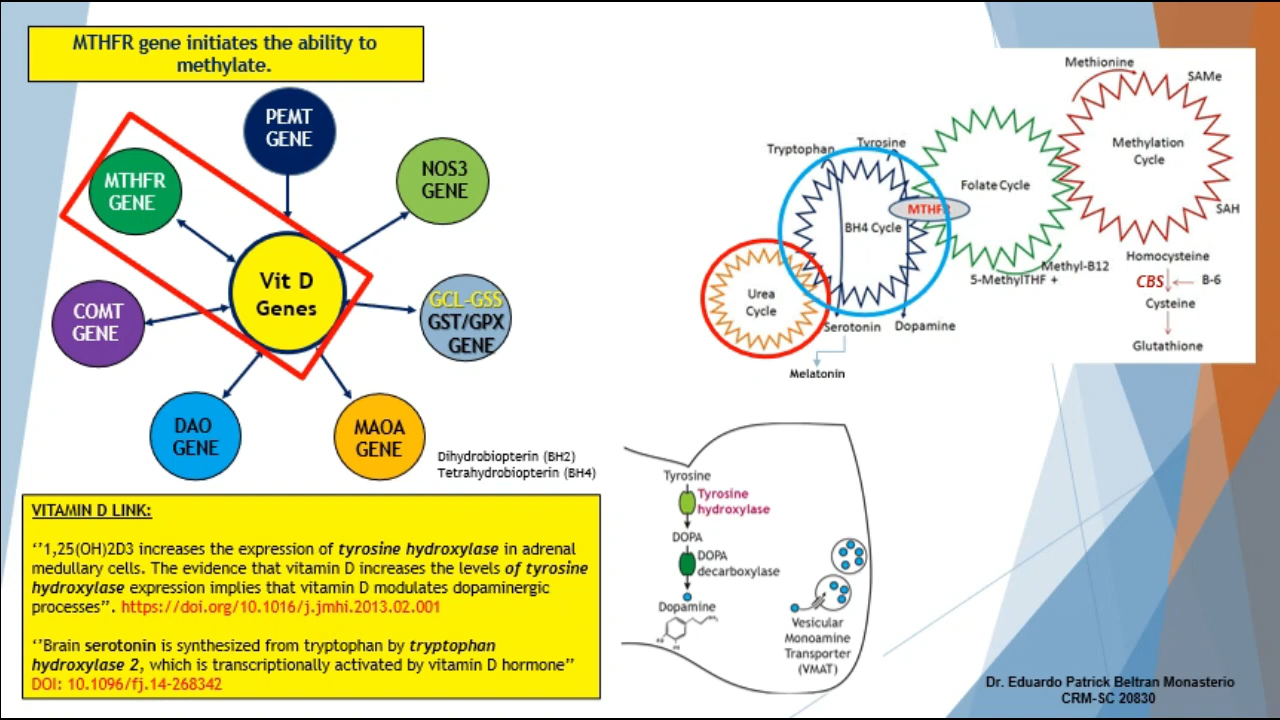 MTHFR gene initiates the ability to
methylate.
PEMT
GENE
MTHFR
GENE
NOS3
GENE
Vit D
Genes
COMT
GENE
GCL-GSS
GST/GPX
GENE
DAO
GENE
MAOA
GENE
Dihydrobiopterin (BH2)
Tetrahydrobiopterin (BH4)
VITAMIN D LINK:
‘’1,25(OH)2D3 increases the expression of tyrosine hydroxylase in adrenal
medullary cells. The evidence that vitamin D increases the levels of tyrosine
hydroxylase expression implies that vitamin D modulates dopaminergic
processes”. https://doi.org/10.1016/j.jmhi.2013.02.001
‘’Brain serotonin is synthesized from tryptophan by tryptophan
hydroxylase 2, which is transcriptionally activated by vitamin D hormone”
DOI: 10.1096/fj.14-268342
Methionine
SAMe
Methylation
Cycle
SAH
Tryptophan
Tyrosine
Folate Cycle
MTHFR
BH4 Cycle
Urea
Cycle
5-MethylTHF +
Methyl-B12
Homocysteine
CBS
B-6
Cysteine
Glutathione
Serotonin
Dopamine
Melatonin
Tyrosine
Tyrosine
hydroxylase
DOPA
DOPA
decarboxylase
Dopamine
Vesicular
Monoamine
Transporter
(VMAT)
Dr. Eduardo Patrick Beltran Monasterio
CRM-SC 20830